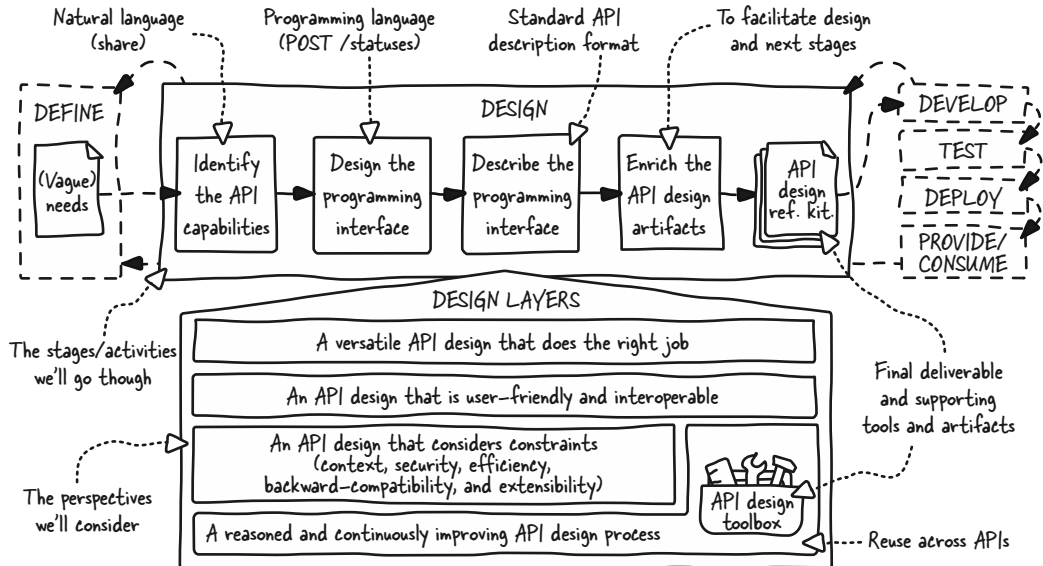 Natural language
(share)
Programming language
(POST /statuses)
Standard API
description format
To facilitate design
and next stages
DEFINE
(Vague)
needs
DESIGN
Identify
the API
capabilities
Design the
programming
interface
Describe the
programming
interface
Enrich the
API design
artifacts
API
design
ref. kit.
DEVELOP
TEST
DEPLOY
PROVIDE/
CONSUME
The stages/activities
we'll go though
DESIGN LAYERS
A versatile API design that does the right job
An API design that is user-friendly and interoperable
An API design that considers constraints
(context, security, efficiency,
backward-compatibility, and extensibility)
A reasoned and continuously improving API design process
API design
toolbox
The perspectives
we'll consider
Final deliverable
and supporting
tools and artifacts
Reuse across APIs